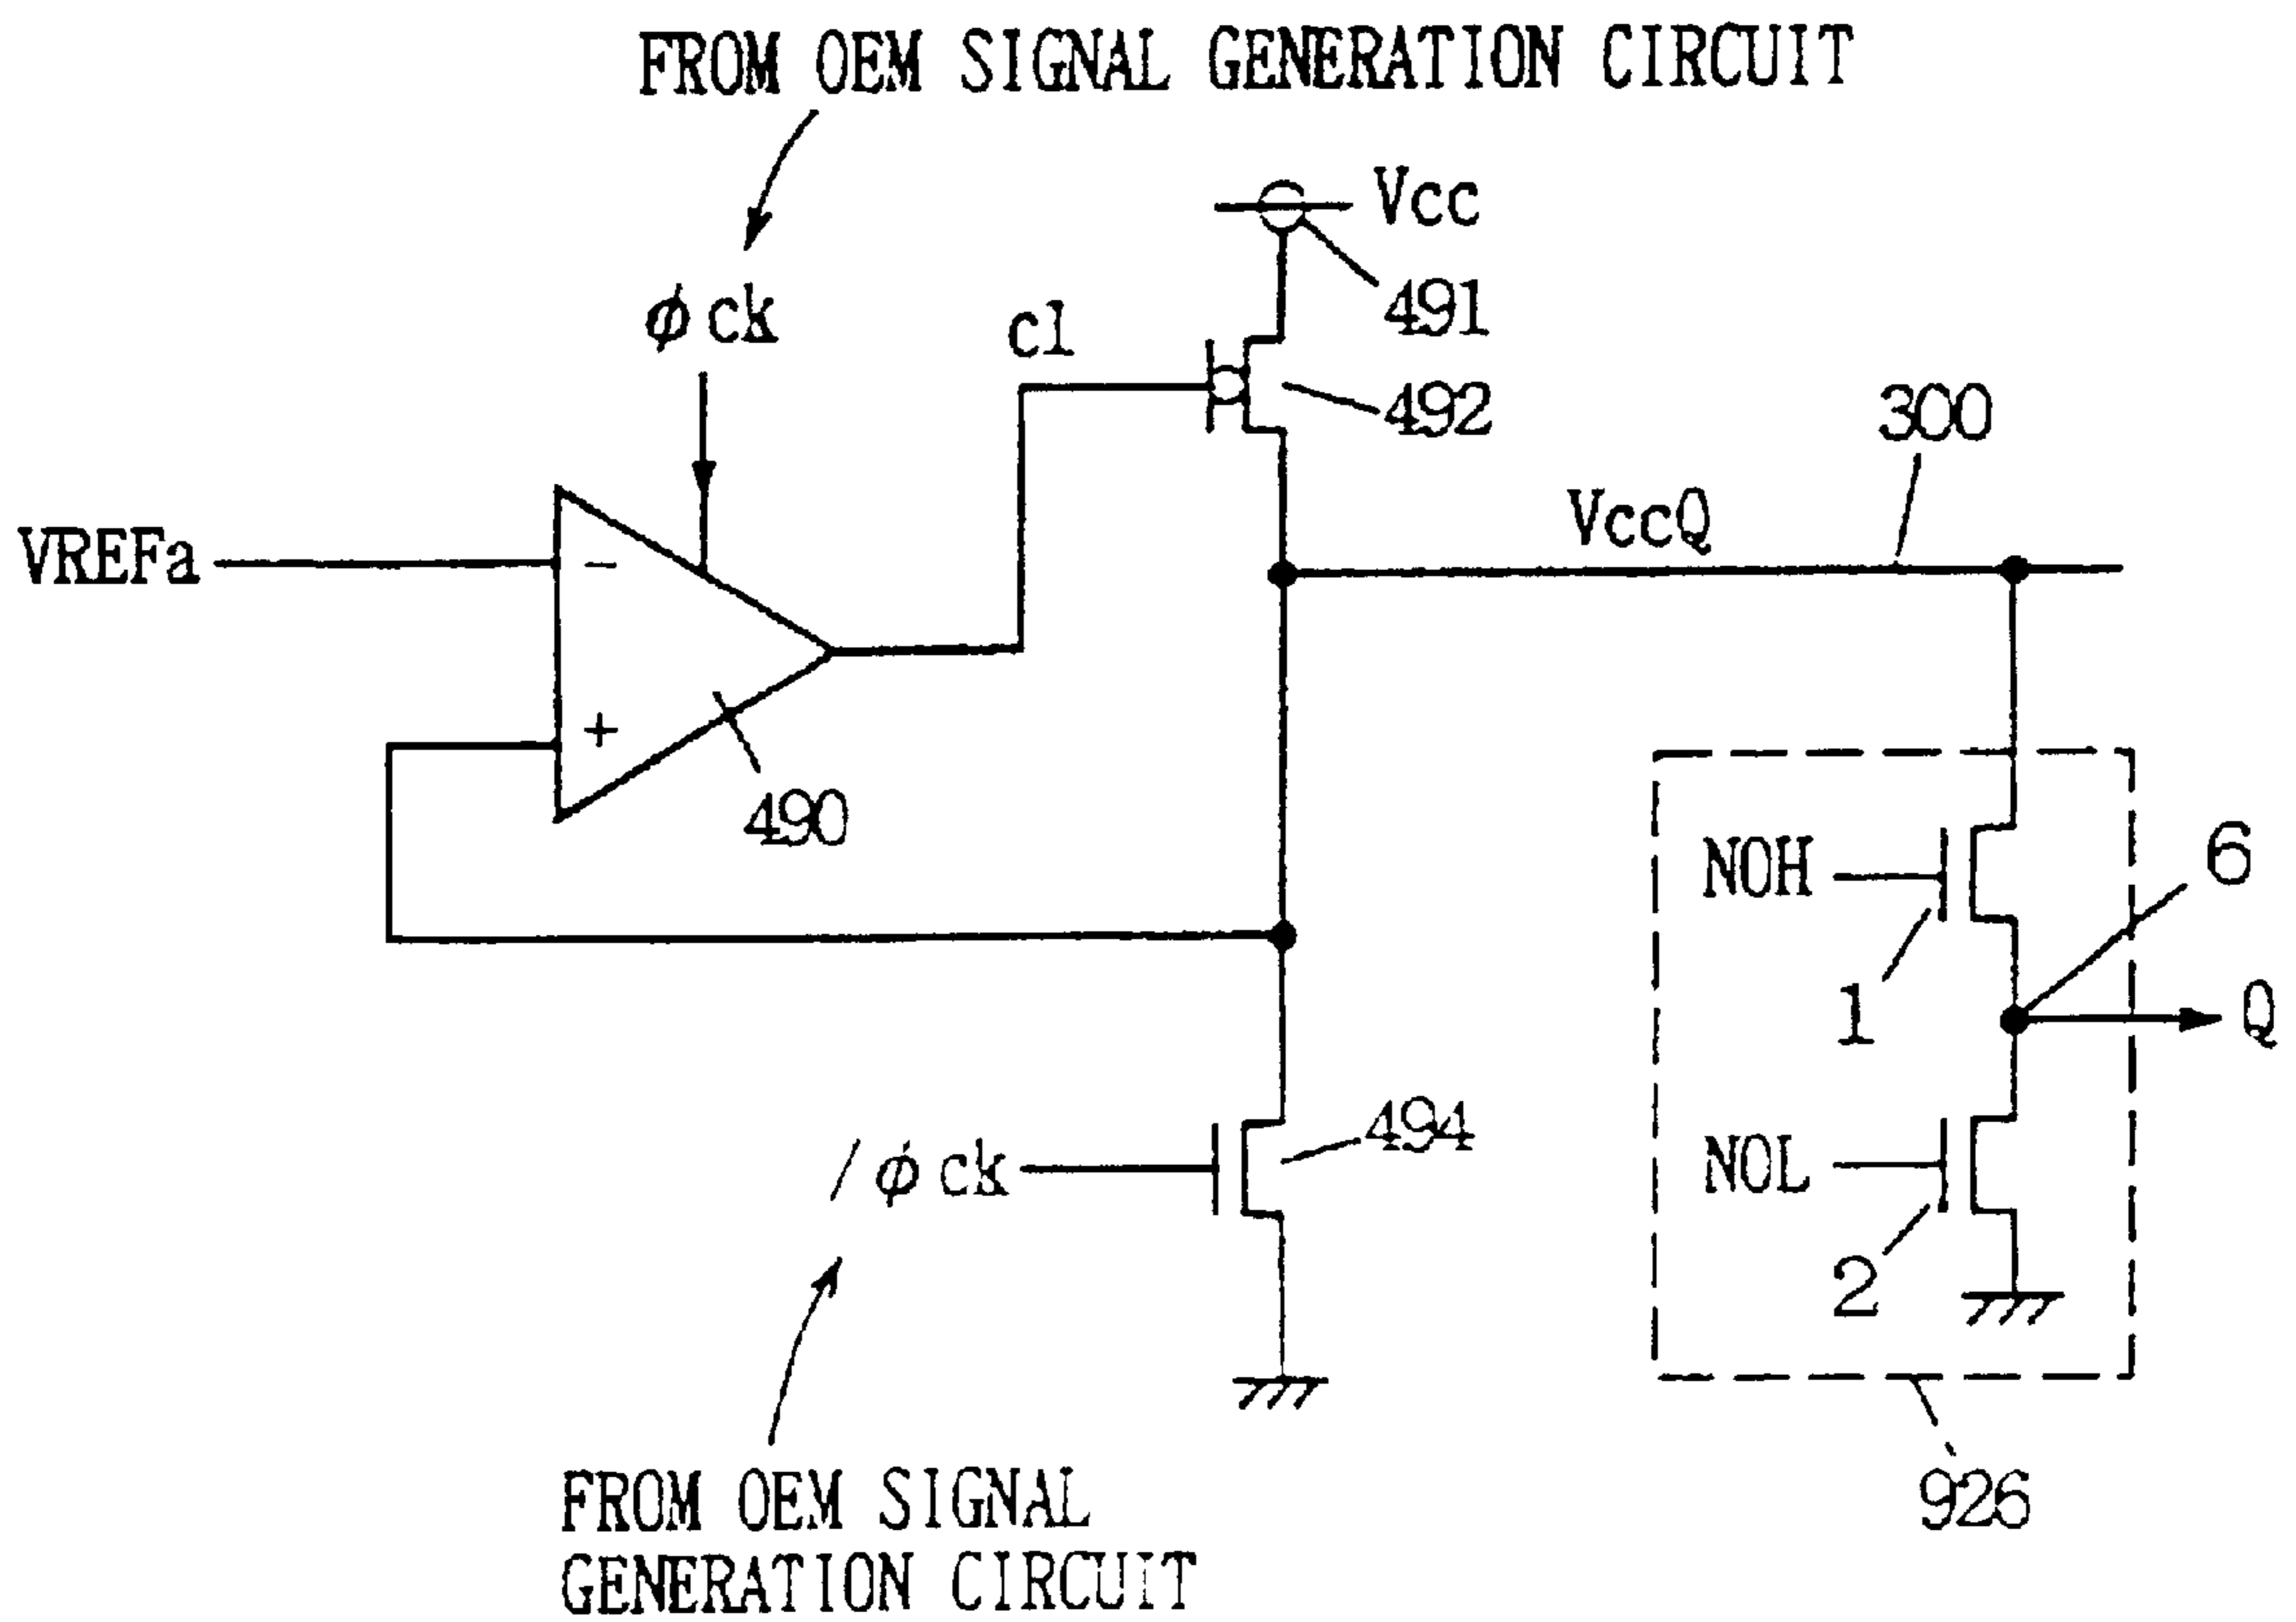 FROM OEM SIGNAL GENERATION CIRCUIT
Vcc
φck
cl
491
492
300
VccQ
VREFa
-
+
490
NOH
6
1
Q
494
/φck
NOL
2
FROM OEM SIGNAL
GENERATION CIRCUIT
926